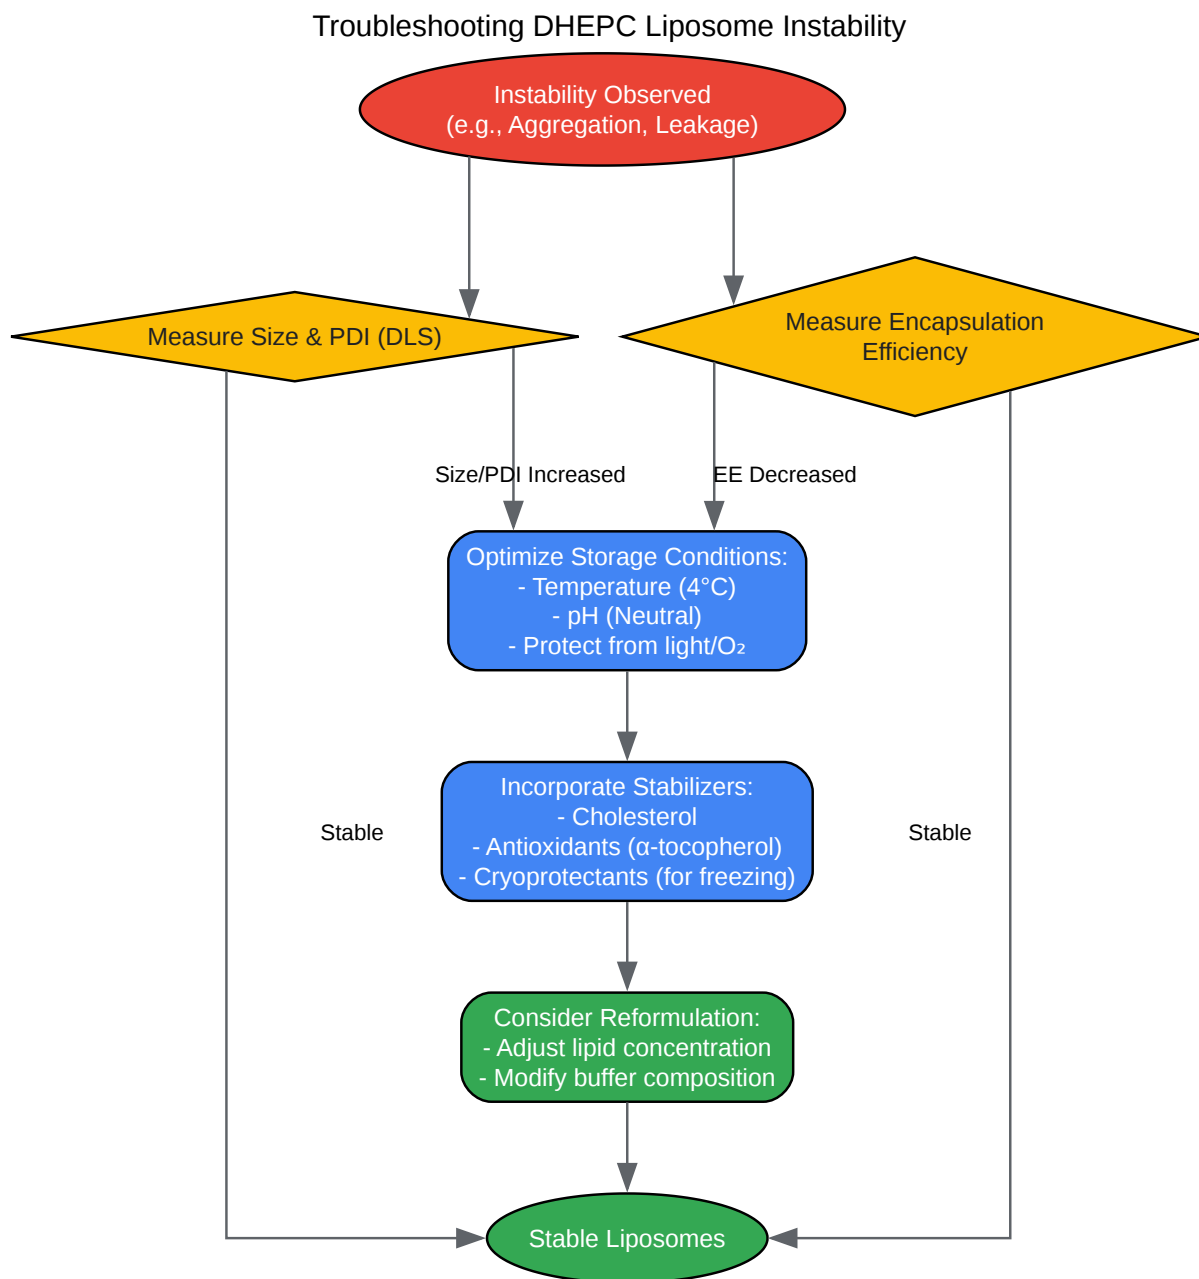 Troubleshooting DHEPC Liposome Instability
Instability Observed
(e.g., Aggregation, Leakage)
Measure Size & PDI (DLS)
Measure Encapsulation
Efficiency
Size/PDI Increased
EE Decreased
Optimize Storage Conditions:
- Temperature (4°C)
- pH (Neutral)
- Protect from light/O₂
Incorporate Stabilizers:
- Cholesterol
- Antioxidants (α-tocopherol)
- Cryoprotectants (for freezing)
Stable
Stable
Consider Reformulation:
- Adjust lipid concentration
- Modify buffer composition
Stable Liposomes